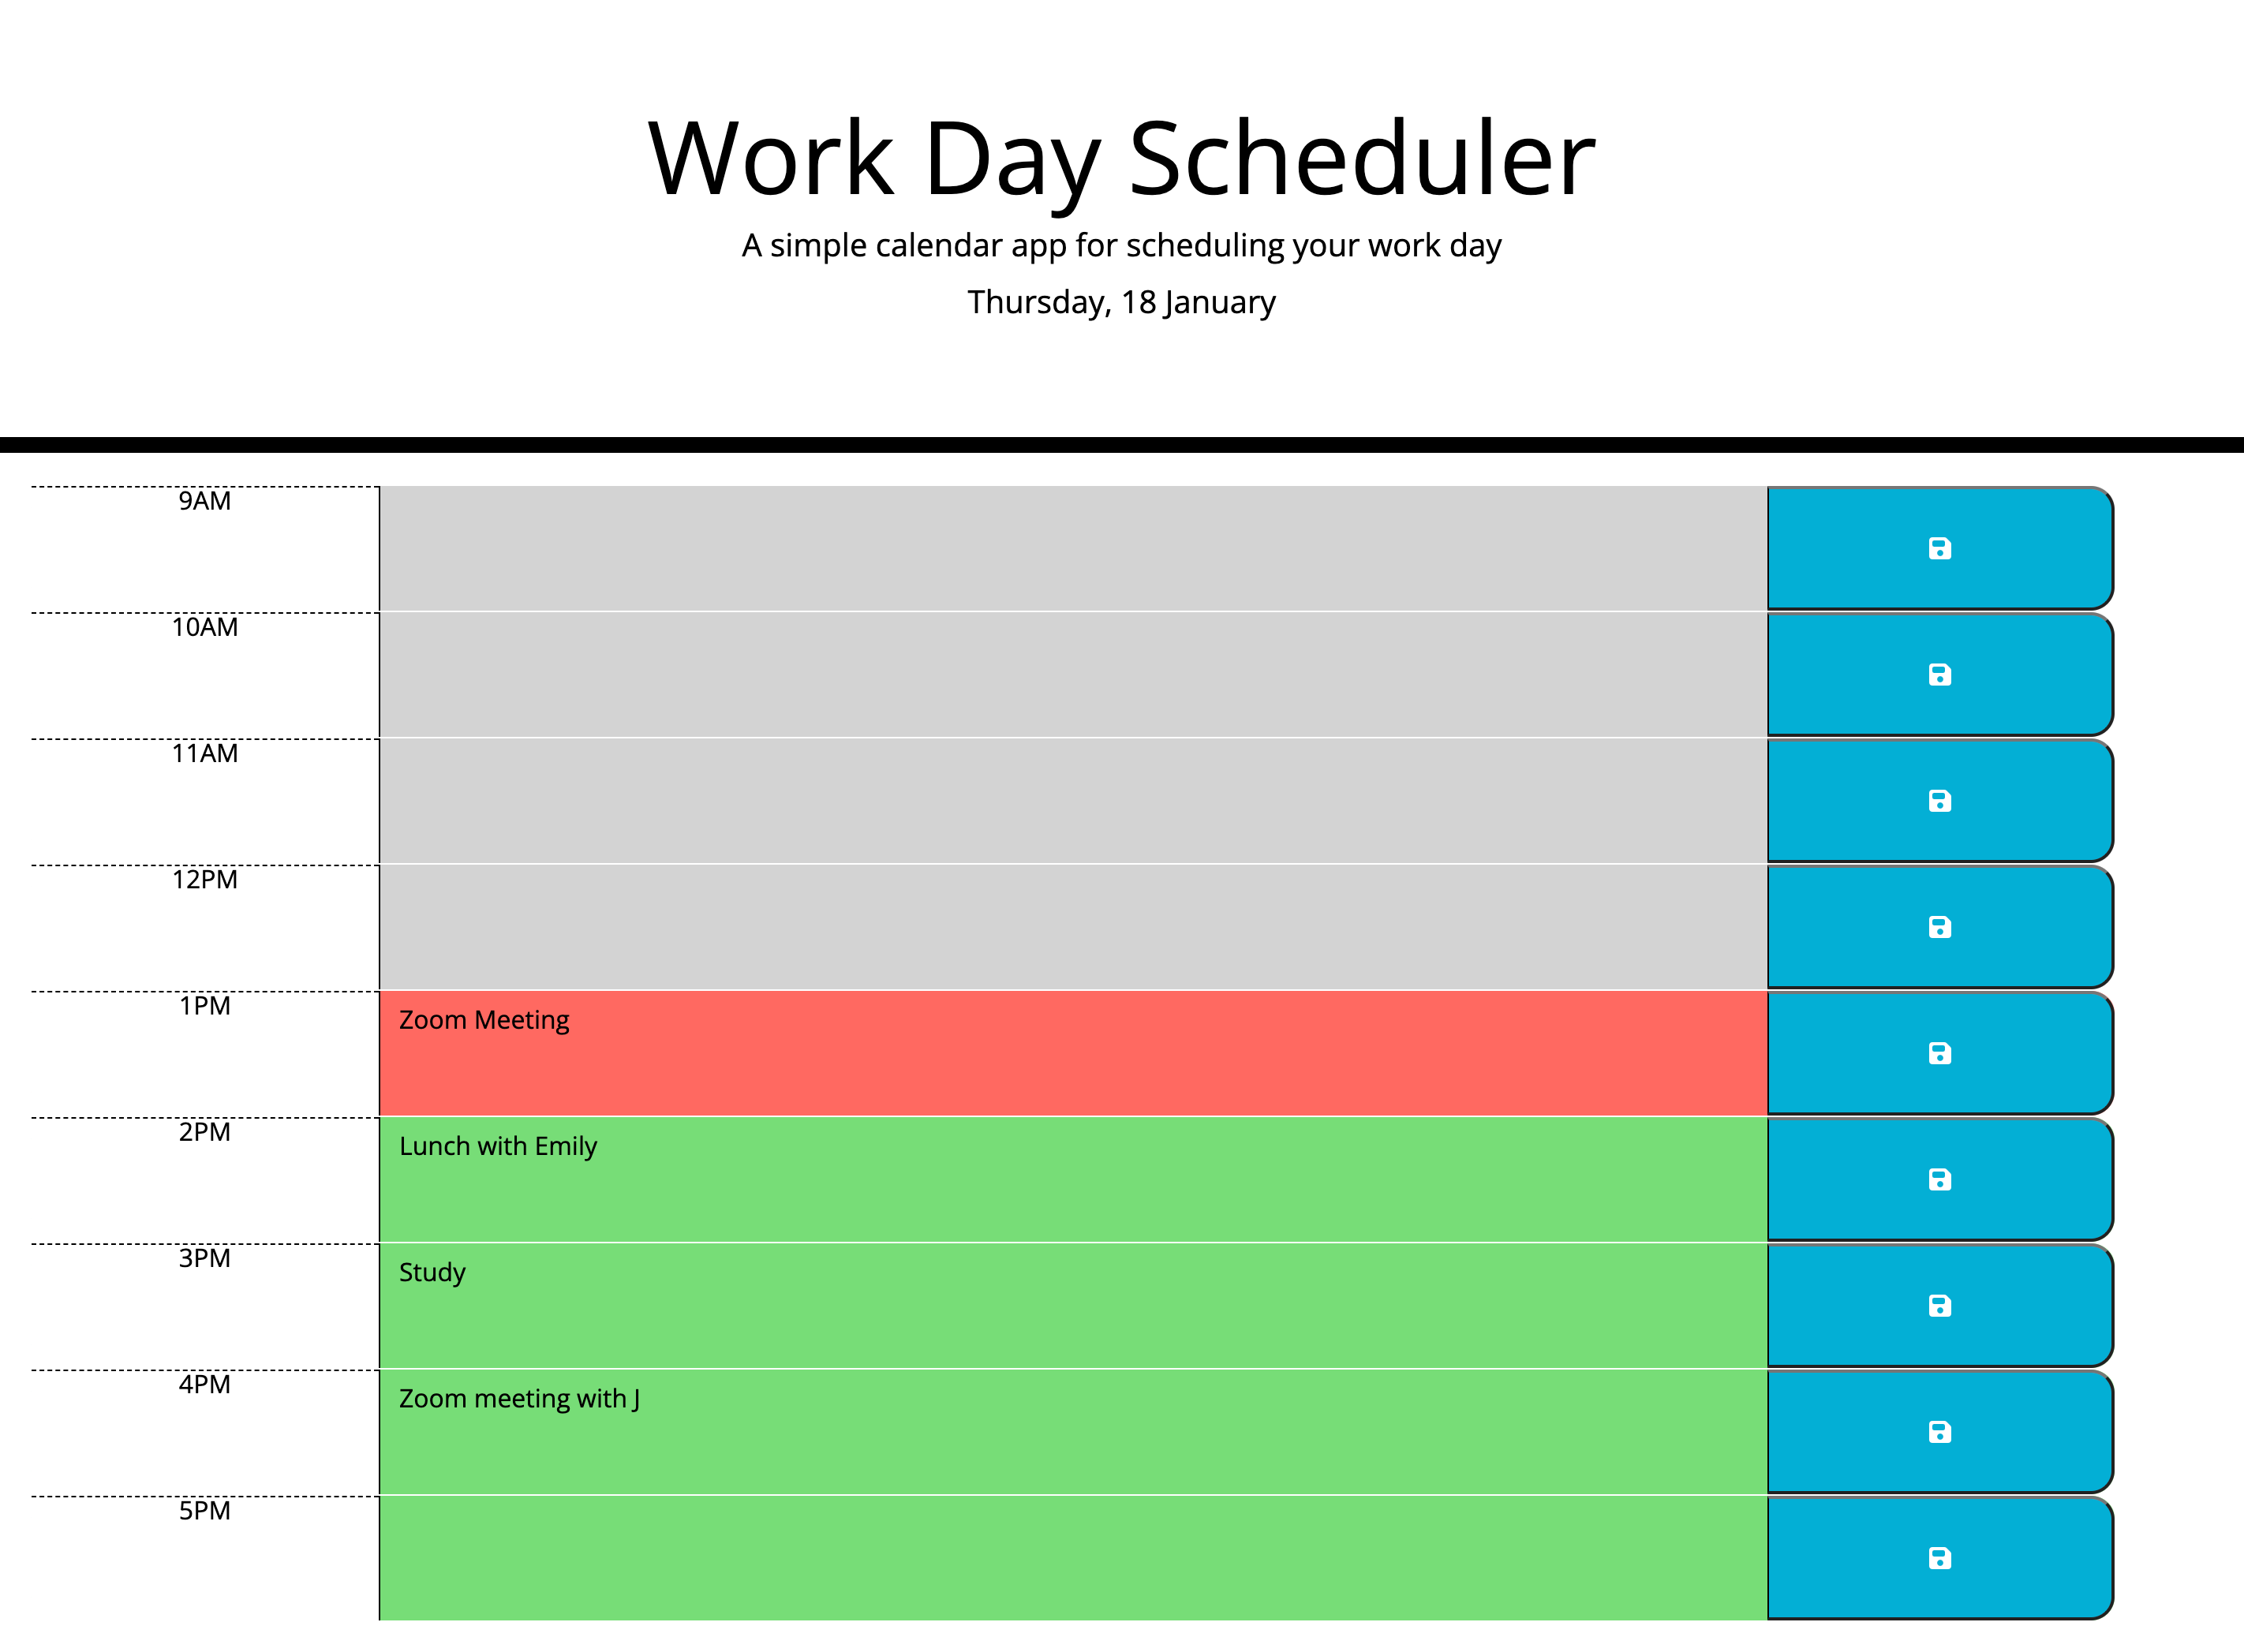 Work Day Scheduler
A simple calendar app for scheduling your work day
Thursday, 18 January
9AM
10AM
11AM
12PM
1PM
Zoom Meeting
2PM
Lunch with Emily
3PM
Study
4PM
Zoom meeting with J
5PM